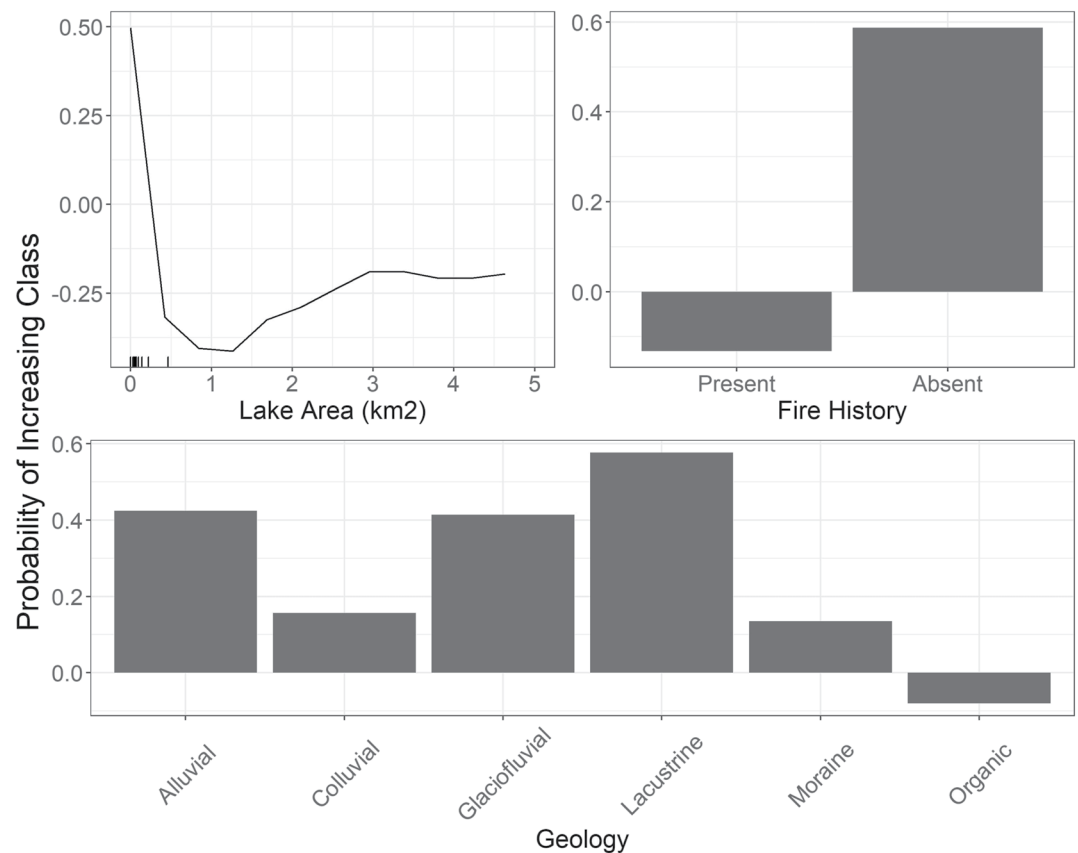 Probability of Increasing Class
0.50
0.25
0.00
-0.25
0 1 2 3 4 5
Lake Area (km2)
0.6
0.4
0.2
0.0
Present Absent
Fire History
0.6
0.4
0.2
0.0
Alluvial Colluvial Glaciofluvial Lacustrine Moraine Organic
Geology